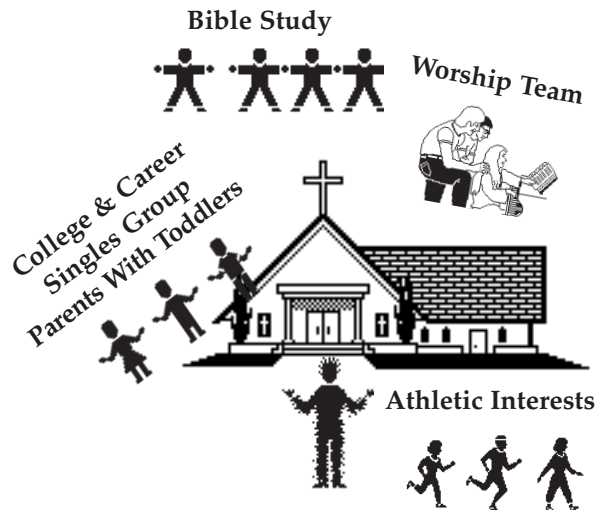 Bible Study
Worship Team
College & Career
Singles Group
Parents With Toddlers
Athletic Interests